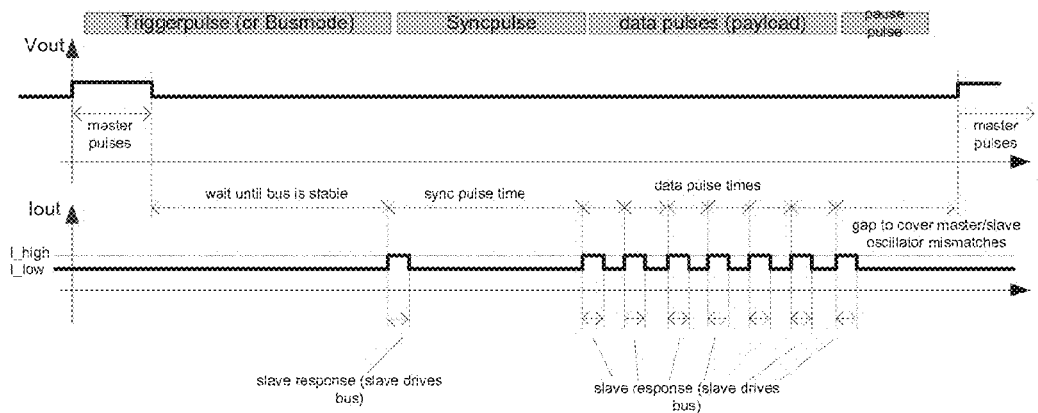 Triggerpulse (or Busmode)
Syncpulse
data pulses (payload)
pause
pulse
Vout
master
pulses
master
pulses
wait until bus is stable
sync pulse time
data pulse times
Iout
gap to cover master/slave
oscillator mismatches
I_high
I_low
slave response (slave drives
bus)
slave response (slave drives
bus)